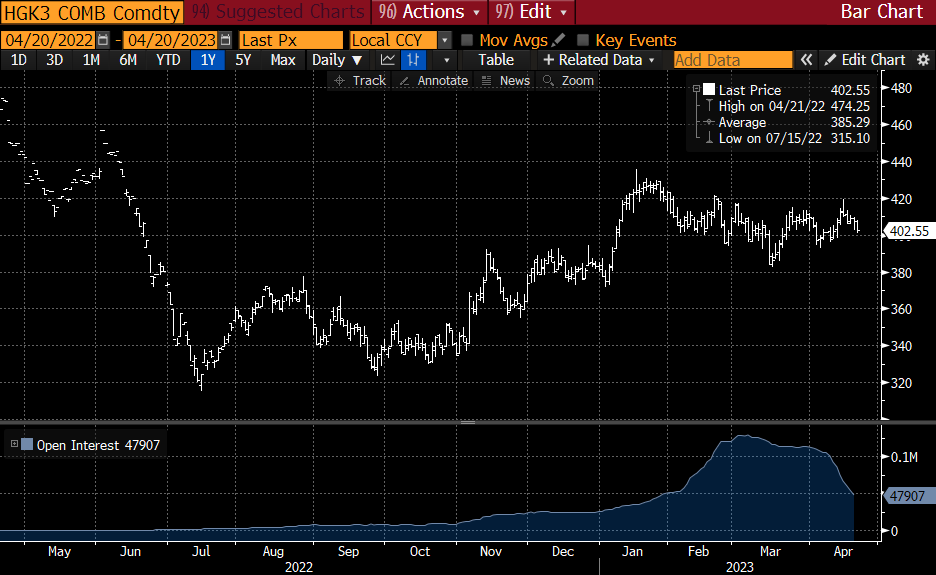 HGK3 COMB Comdty 94) Suggested Charts 96) Actions 97) Edit Bar Chart
04/20/2022 - 04/20/2023 Last Px Local CCY Mov Avgs Key Events
1D 3D 1M 6M YTD 1Y 5Y Max Daily ▼ Table + Related Data Add Data « Edit Chart
Track Annotate News Zoom
Last Price 402.55
High on 04/21/22 474.25
Average 385.29
Low on 07/15/22 315.10
480
460
440
420
402.55
380
360
340
320
Open Interest 47907
0.1M
47907
0
May Jun Jul Aug Sep Oct Nov Dec Jan Feb Mar Apr
2022 2023